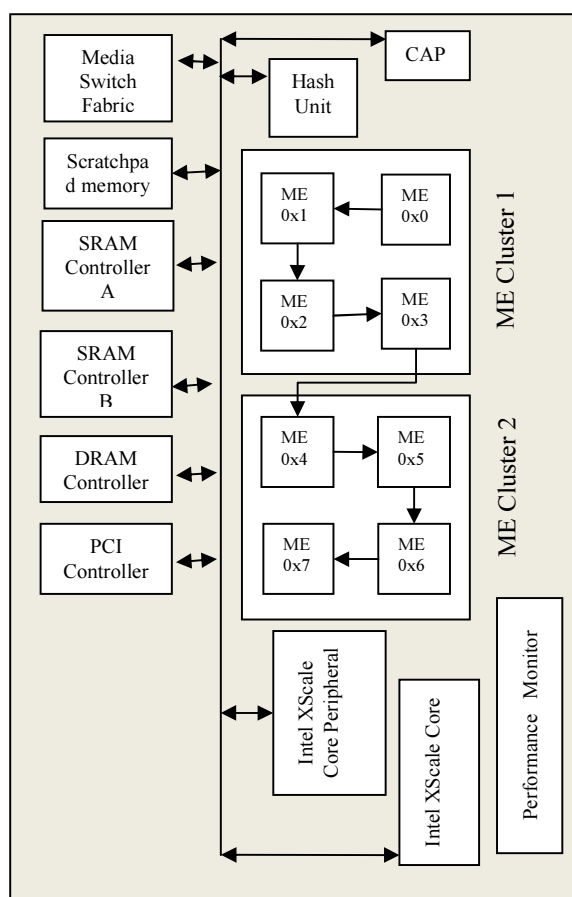 Media
Switch
Fabric
CAP
Hash
Unit
Scratchpa
d memory
SRAM
Controller
A
SRAM
Controller
B
DRAM
Controller
PCI
Controller
ME
0x1
ME
0x0
ME
0x2
ME
0x3
ME Cluster 1
ME
0x4
ME
0x5
ME
0x7
ME
0x6
ME Cluster 2
Intel XScale
Core Peripheral
Intel XScale Core
Performance Monitor